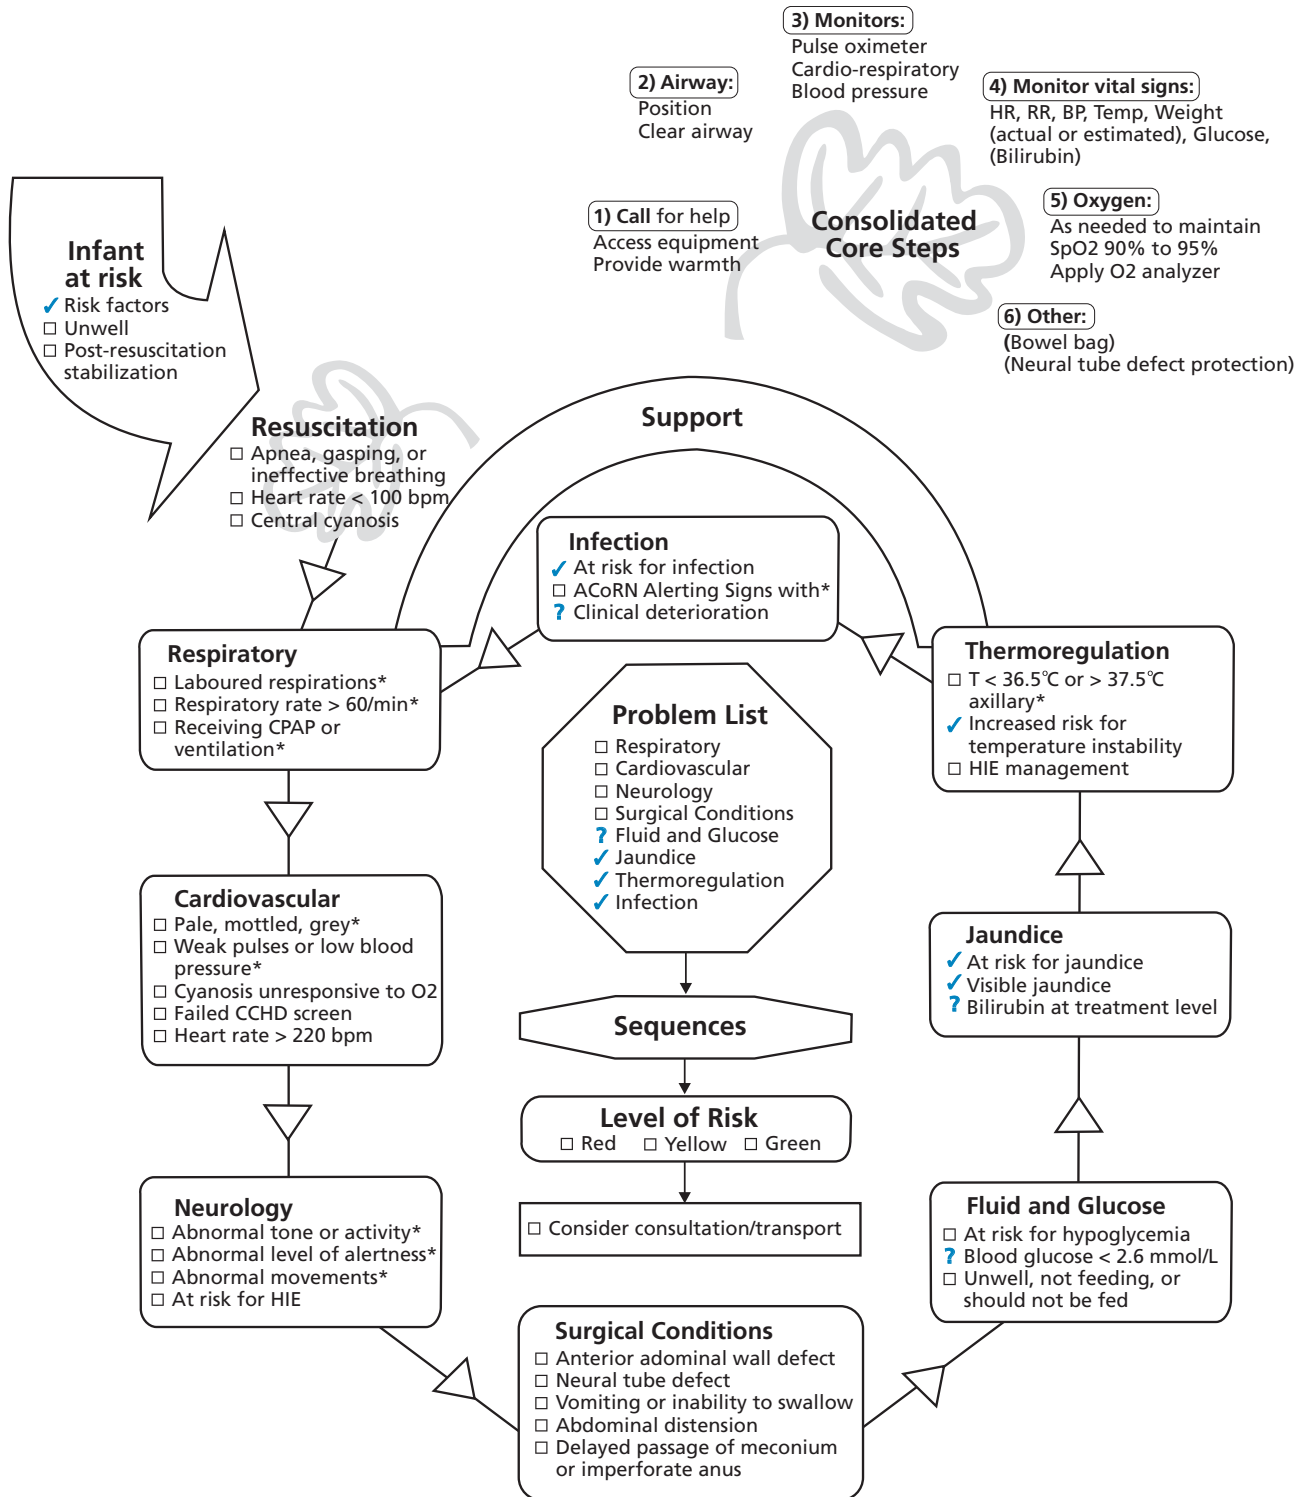 3) Monitors:
Pulse oximeter
Cardio-respiratory
Blood pressure
2) Airway:
Position
Clear airway
4) Monitor vital signs:
HR, RR, BP, Temp, Weight
(actual or estimated), Glucose,
(Bilirubin)
1) Call for help
Access equipment
Provide warmth
Consolidated
Core Steps
5) Oxygen:
As needed to maintain
SpO2 90% to 95%
Apply O2 analyzer
6) Other:
(Bowel bag)
(Neural tube defect protection)
Infant
at risk
✓ Risk factors
☐ Unwell
☐ Post-resuscitation
stabilization
Resuscitation
☐ Apnea, gasping, or
ineffective breathing
☐ Heart rate < 100 bpm
☐ Central cyanosis
Support
Infection
✓ At risk for infection
☐ ACoRN Alerting Signs with*
? Clinical deterioration
Respiratory
☐ Laboured respirations*
☐ Respiratory rate > 60/min*
☐ Receiving CPAP or
ventilation*
Cardiovascular
☐ Pale, mottled, grey*
☐ Weak pulses or low blood
pressure*
☐ Cyanosis unresponsive to O2
☐ Failed CCHD screen
☐ Heart rate > 220 bpm
Neurology
☐ Abnormal tone or activity*
☐ Abnormal level of alertness*
☐ Abnormal movements*
☐ At risk for HIE
Surgical Conditions
☐ Anterior adominal wall defect
☐ Neural tube defect
☐ Vomiting or inability to swallow
☐ Abdominal distension
☐ Delayed passage of meconium
or imperforate anus
Fluid and Glucose
☐ At risk for hypoglycemia
? Blood glucose < 2.6 mmol/L
☐ Unwell, not feeding, or
should not be fed
Jaundice
✓ At risk for jaundice
✓ Visible jaundice
? Bilirubin at treatment level
Thermoregulation
☐ T < 36.5℃ or > 37.5℃
axillary*
✓ Increased risk for
temperature instability
☐ HIE management
Problem List
☐ Respiratory
☐ Cardiovascular
☐ Neurology
☐ Surgical Conditions
? Fluid and Glucose
✓ Jaundice
✓ Thermoregulation
✓ Infection
Sequences
Level of Risk
☐ Red ☐ Yellow ☐ Green
☐ Consider consultation/transport